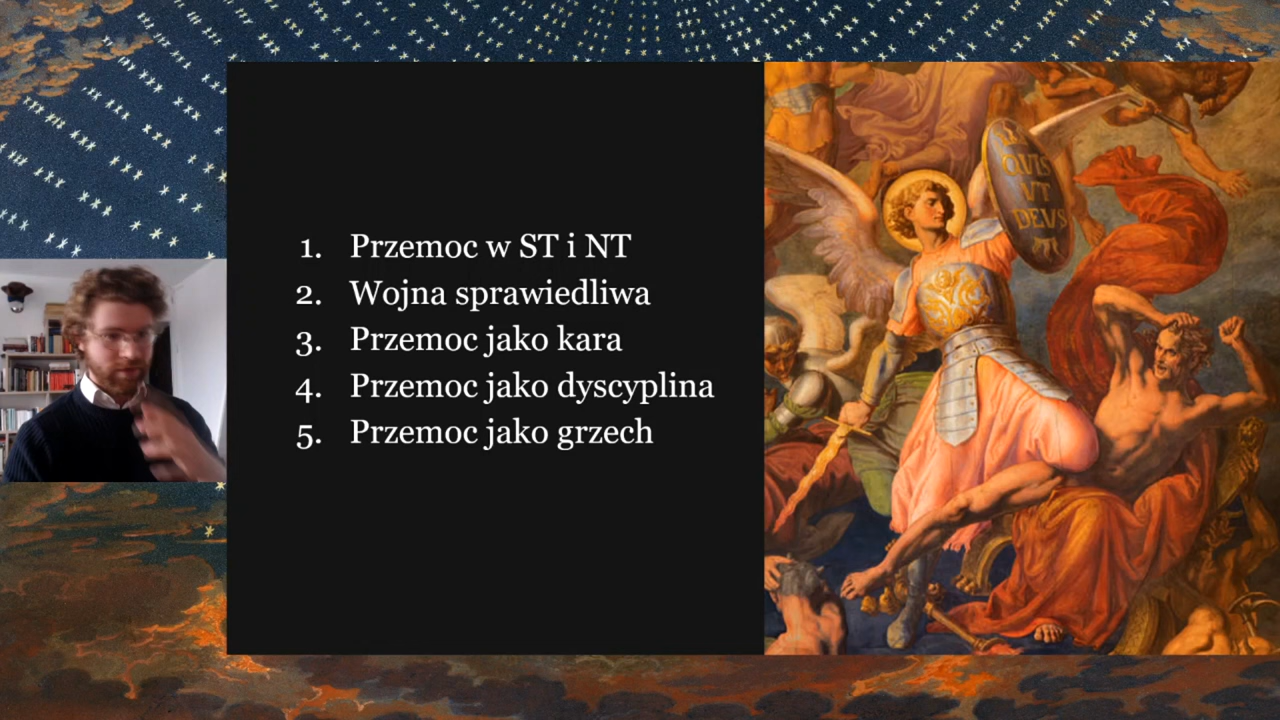 1. Przemoc w ST i NT
2. Wojna sprawiedliwa
3. Przemoc jako kara
4. Przemoc jako dyscyplina
5. Przemoc jako grzech
QUIS
VT
DEVS